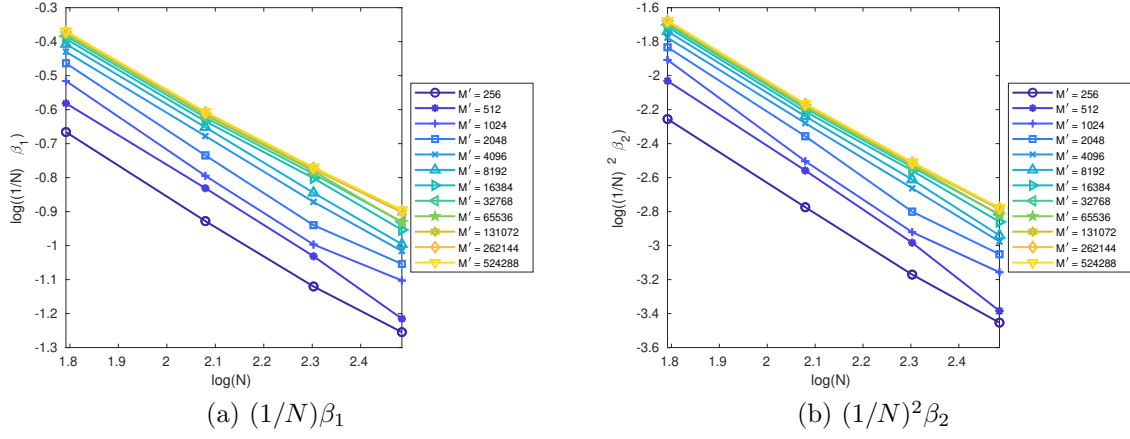 -0.3
-0.4
-0.5
-0.6
-0.7
-0.8
-0.9
-1
-1.1
-1.2
-1.3
1.8
1.9
2
2.1
2.2
2.3
2.4
log(N)
log((1/N) β₁)
M' = 256
M' = 512
M' = 1024
M' = 2048
M' = 4096
M' = 8192
M' = 16384
M' = 32768
M' = 65536
M' = 131072
M' = 262144
M' = 524288
(a) (1/N)β₁
-1.6
-1.8
-2
-2.2
-2.4
-2.6
-2.8
-3
-3.2
-3.4
-3.6
1.8
1.9
2
2.1
2.2
2.3
2.4
log(N)
log((1/N)² β₂)
M' = 256
M' = 512
M' = 1024
M' = 2048
M' = 4096
M' = 8192
M' = 16384
M' = 32768
M' = 65536
M' = 131072
M' = 262144
M' = 524288
(b) (1/N)²β₂